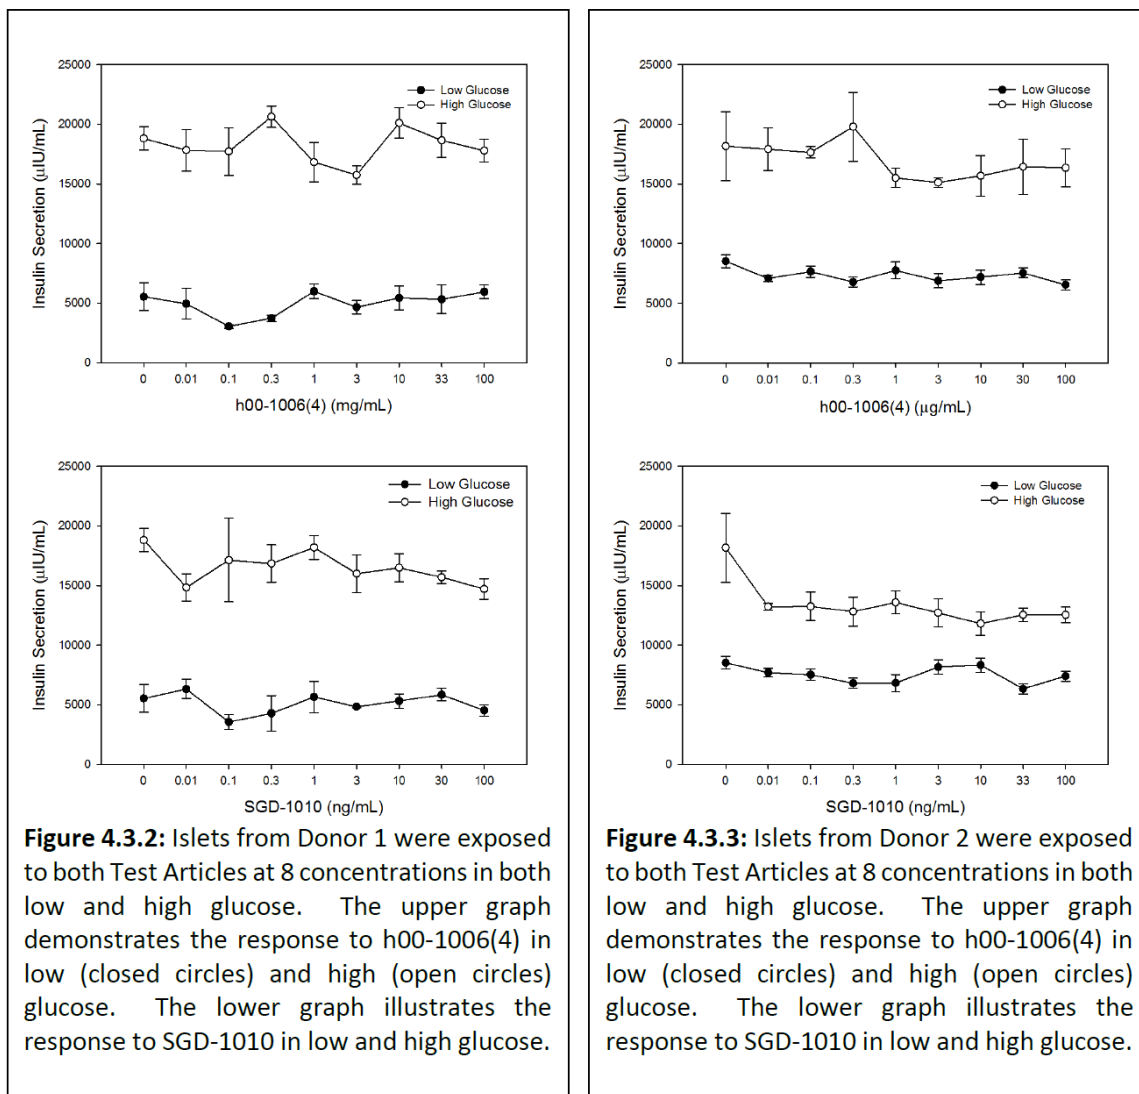 25000
20000
15000
10000
5000
0
Insulin Secretion (µIU/mL)
Low Glucose
High Glucose
0 0.01 0.1 0.3 1 3 10 33 100
h00-1006(4) (mg/mL)
25000
20000
15000
10000
5000
0
Insulin Secretion (µIU/mL)
Low Glucose
High Glucose
0 0.01 0.1 0.3 1 3 10 30 100
SGD-1010 (ng/mL)
Figure 4.3.2: Islets from Donor 1 were exposed
to both Test Articles at 8 concentrations in both
low and high glucose. The upper graph
demonstrates the response to h00-1006(4) in
low (closed circles) and high (open circles)
glucose. The lower graph illustrates the
response to SGD-1010 in low and high glucose.
25000
20000
15000
10000
5000
0
Insulin Secretion (µIU/mL)
Low Glucose
High Glucose
0 0.01 0.1 0.3 1 3 10 30 100
h00-1006(4) (µg/mL)
25000
20000
15000
10000
5000
0
Insulin Secretion (µIU/mL)
Low Glucose
High Glucose
0 0.01 0.1 0.3 1 3 10 33 100
SGD-1010 (ng/mL)
Figure 4.3.3: Islets from Donor 2 were exposed
to both Test Articles at 8 concentrations in both
low and high glucose. The upper graph
demonstrates the response to h00-1006(4) in
low (closed circles) and high (open circles)
glucose. The lower graph illustrates the
response to SGD-1010 in low and high glucose.